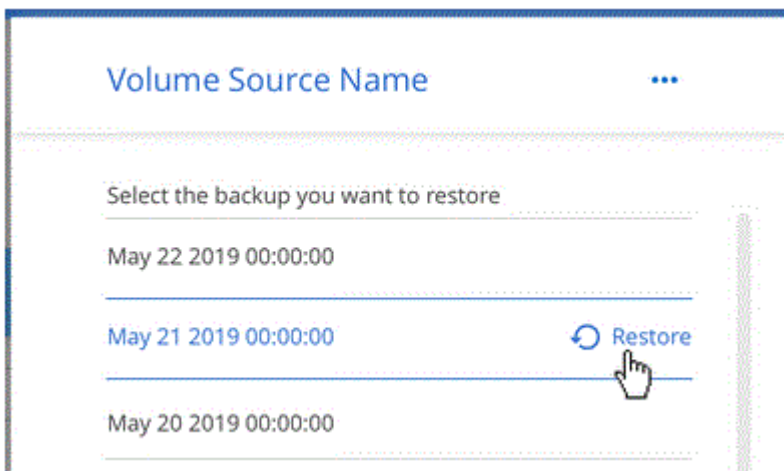 Volume Source Name
Select the backup you want to restore
May 22 2019 00:00:00
May 21 2019 00:00:00 Restore
May 20 2019 00:00:00